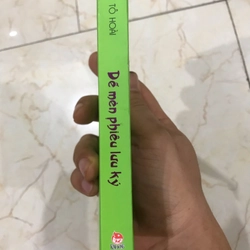 TÔ HOÀI
Dế mèn phiêu lưu ký